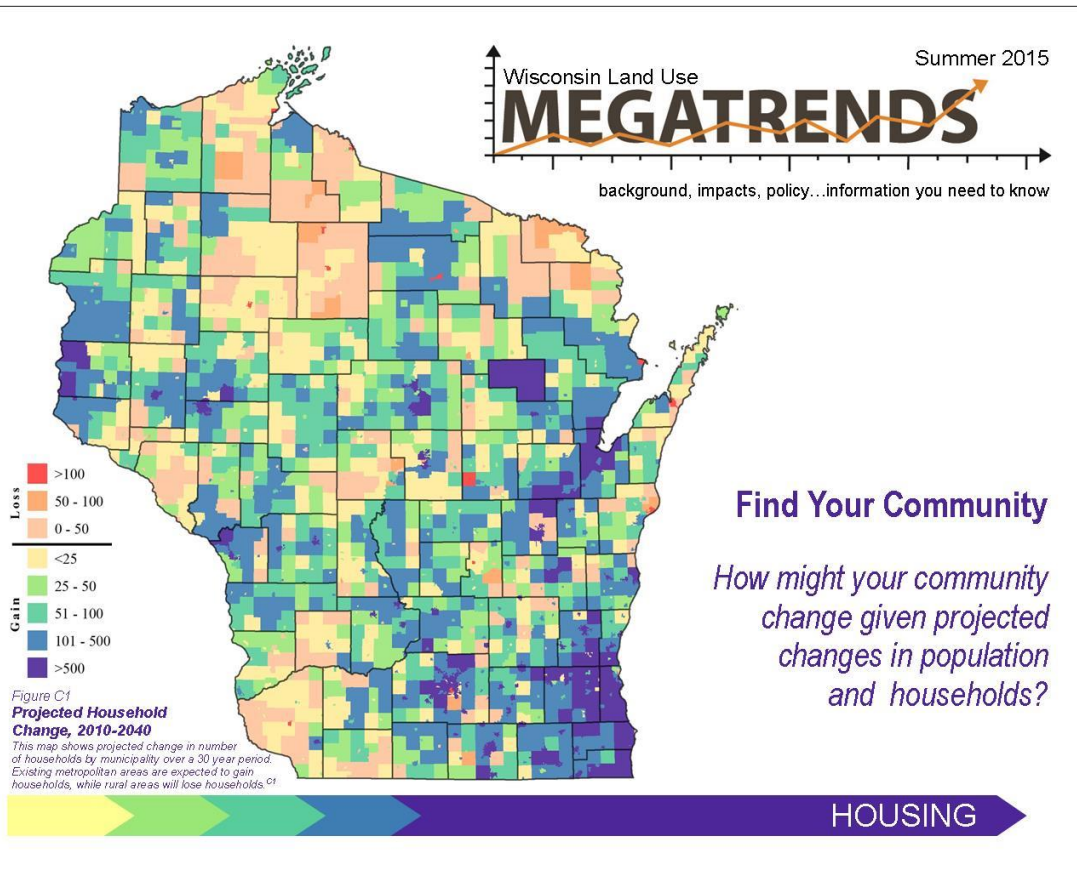 Summer 2015
Wisconsin Land Use
MEGATRENDS
background, impacts, policy…information you need to know
Loss
>100
50 - 100
0 - 50
Gain
<25
25 - 50
51 - 100
101 - 500
>500
Figure C1
Projected Household
Change, 2010-2040
This map shows projected change in number
of households by municipality over a 30 year period.
Existing metropolitan areas are expected to gain
households, while rural areas will lose households.C1
Find Your Community
How might your community
change given projected
changes in population
and households?
HOUSING